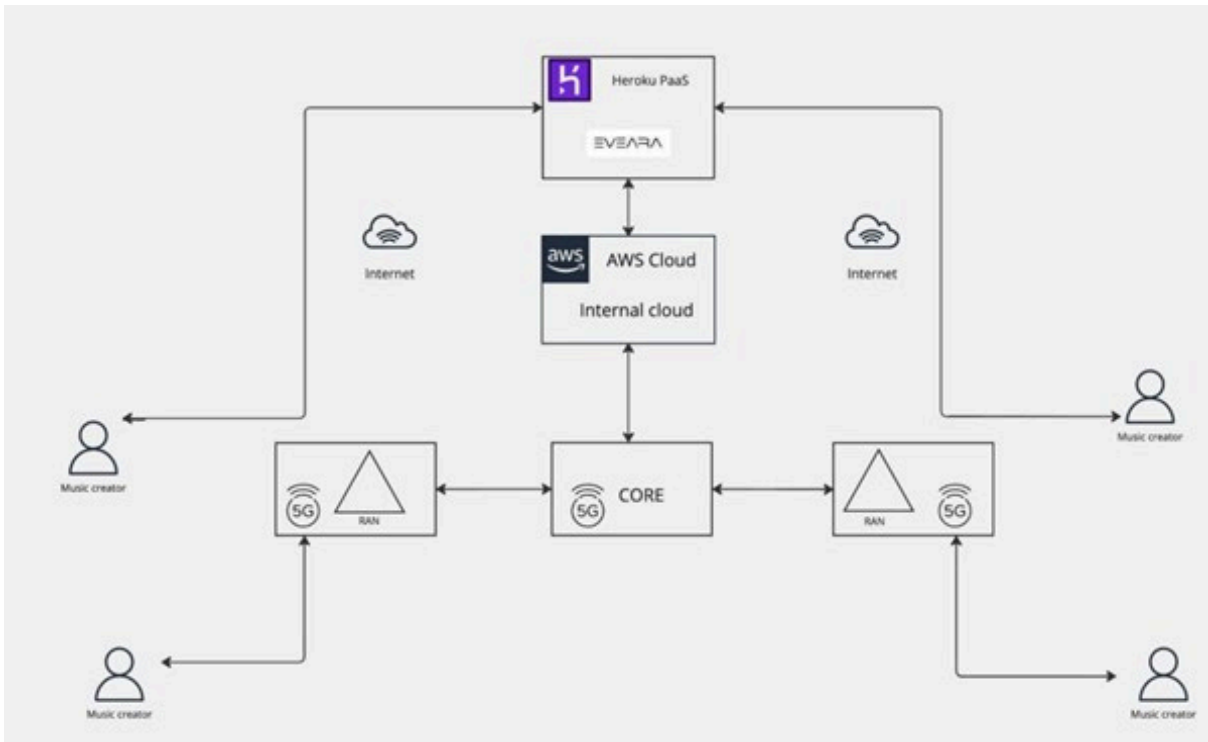 Heroku PaaS
EVEARA
Internet
Internet
aws
AWS Cloud
Internal cloud
Music creator
Music creator
5G
RAN
5G
CORE
RAN
5G
Music creator
Music creator